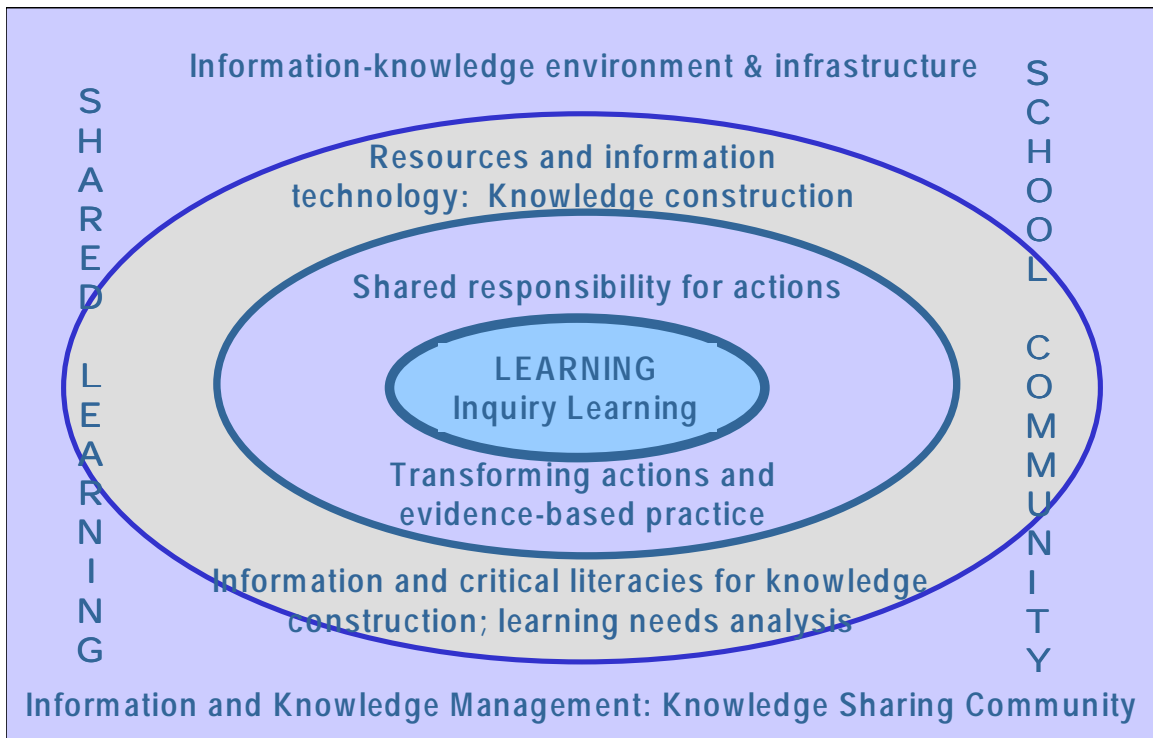 Information-knowledge environment & infrastructure
SHARED LEARNING
SCHOOL COMMUNITY
Resources and information
technology: Knowledge construction
Shared responsibility for actions
LEARNING
Inquiry Learning
Transforming actions and
evidence-based practice
Information and critical literacies for knowledge
construction; learning needs analysis
Information and Knowledge Management: Knowledge Sharing Community